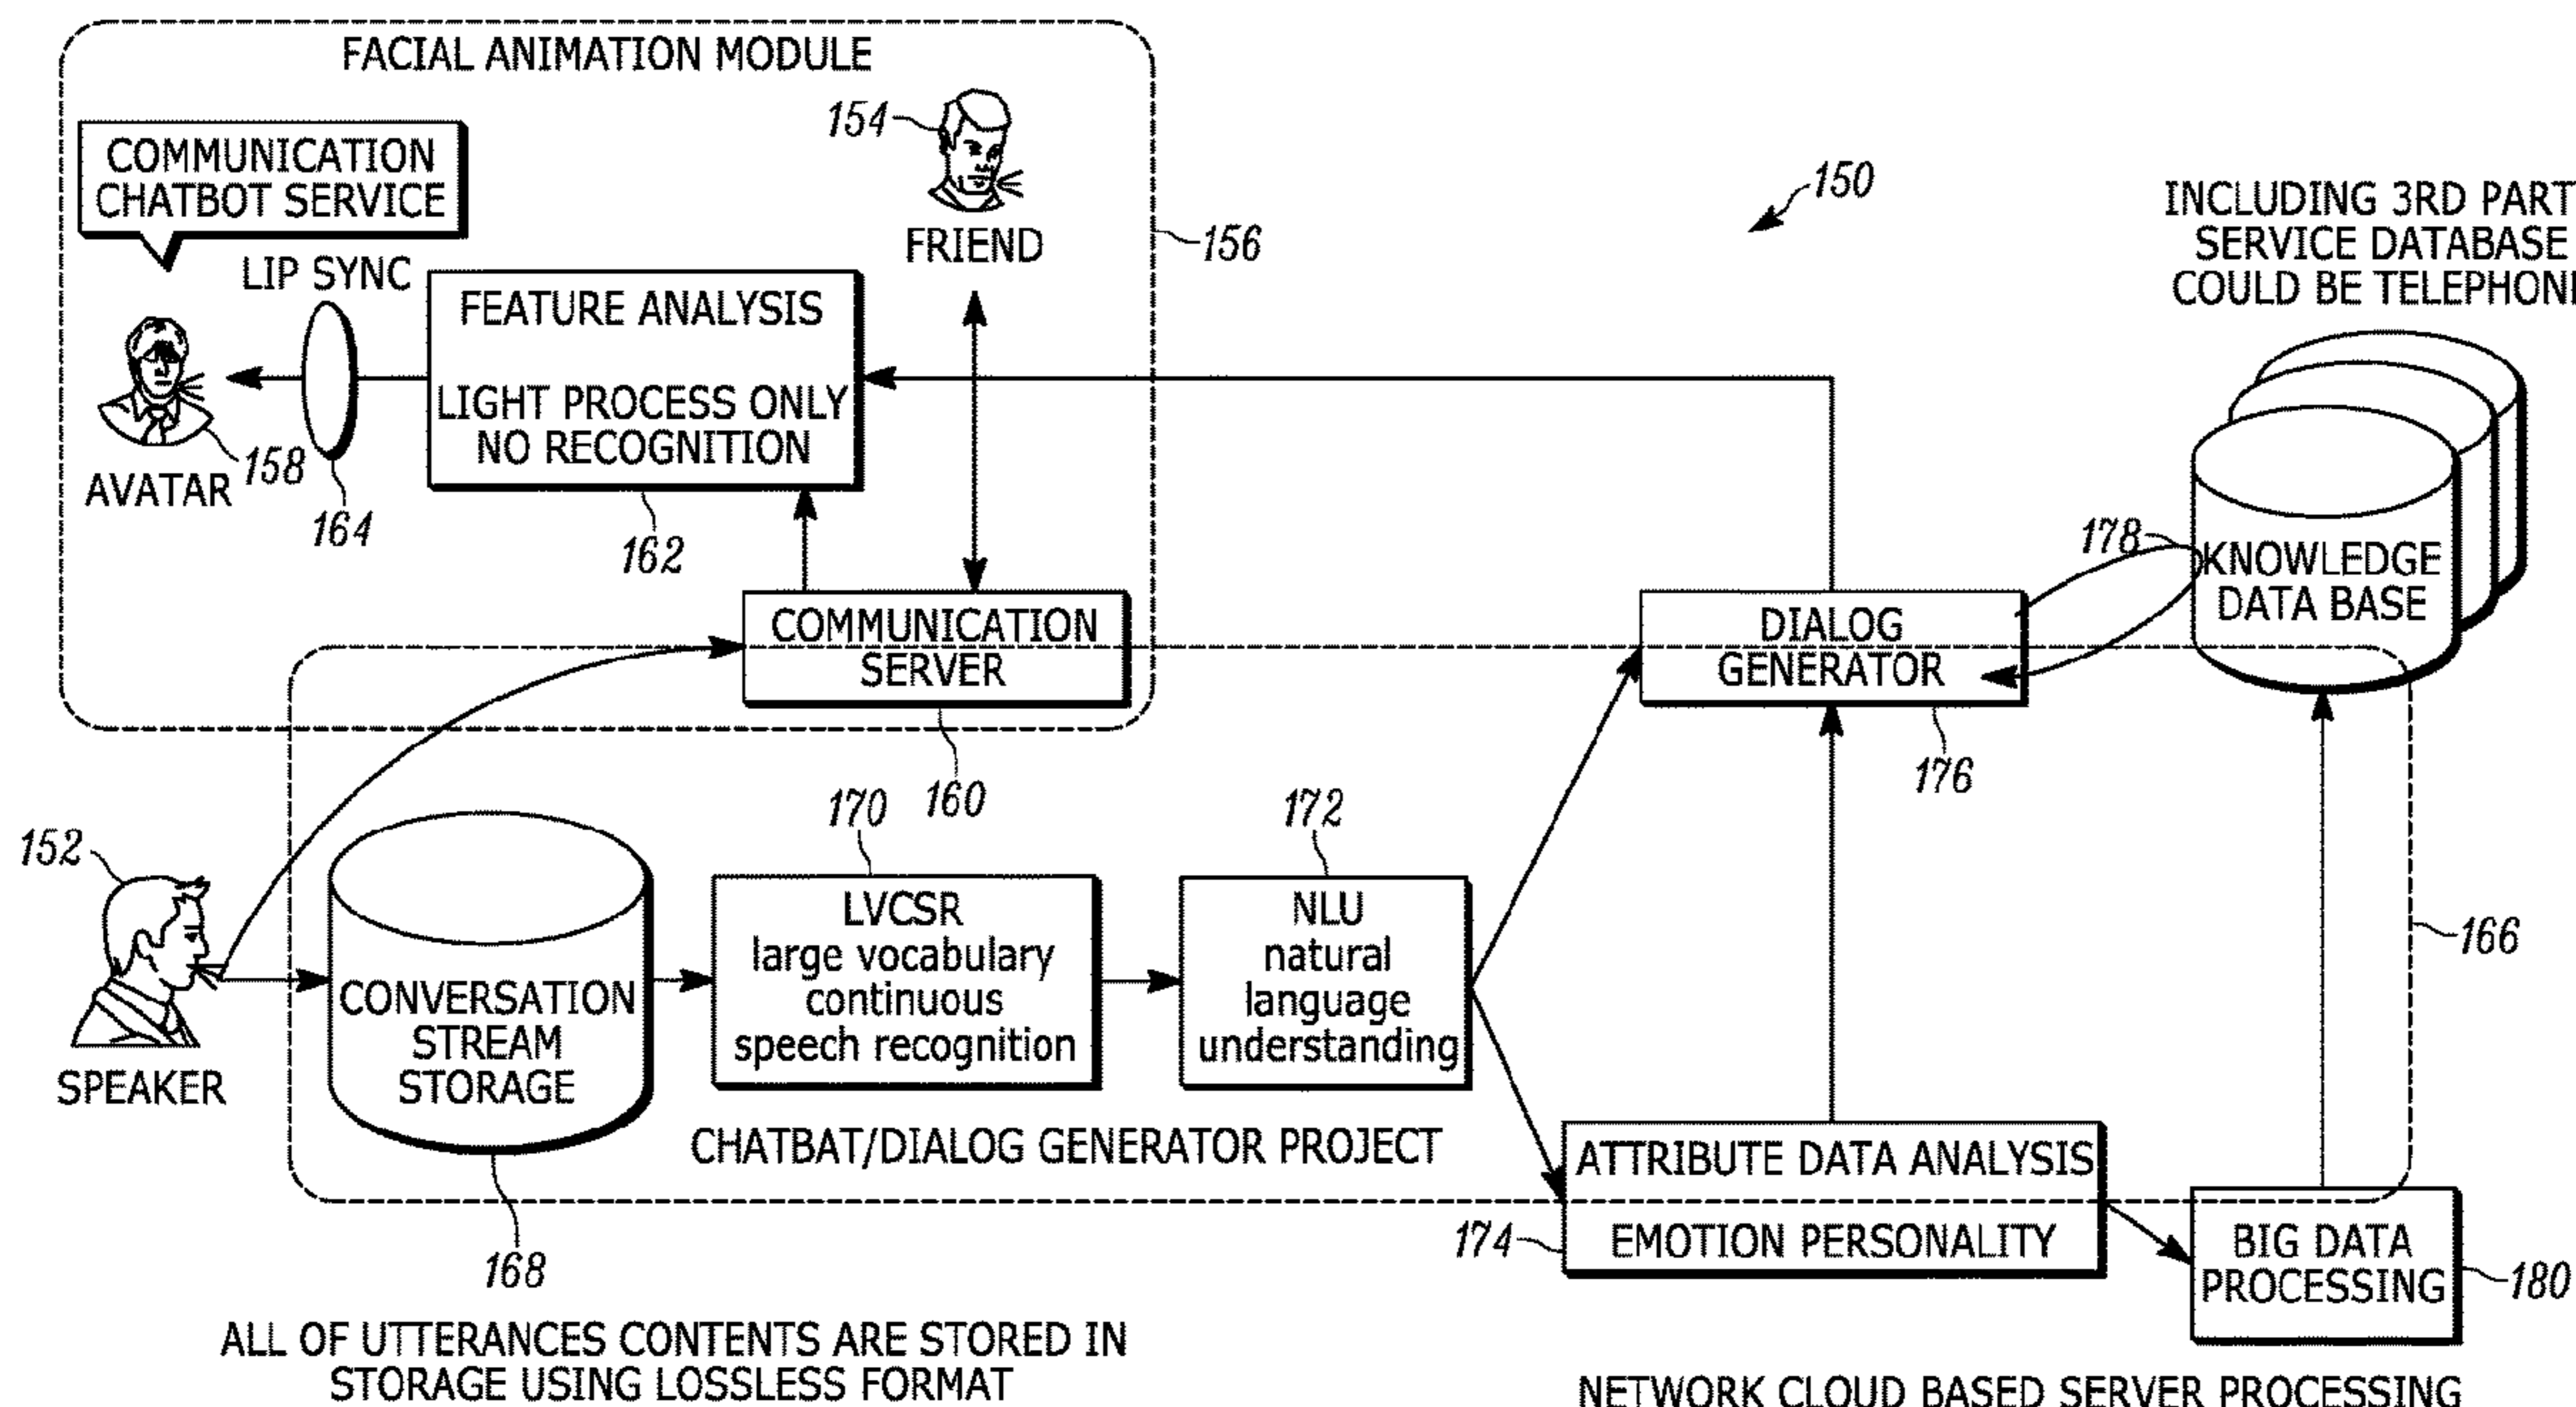 FACIAL ANIMATION MODULE
COMMUNICATION
CHATBOT SERVICE
154
FRIEND
156
150
INCLUDING 3RD PART
SERVICE DATABASE
COULD BE TELEPHON
LIP SYNC
FEATURE ANALYSIS
LIGHT PROCESS ONLY
NO RECOGNITION
AVATAR
158
164
162
178
KNOWLEDGE
DATA BASE
COMMUNICATION
SERVER
160
DIALOG
GENERATOR
176
152
SPEAKER
CONVERSATION
STREAM
STORAGE
168
170
LVCSR
large vocabulary
continuous
speech recognition
172
NLU
natural
language
understanding
166
CHATBAT/DIALOG GENERATOR PROJECT
ATTRIBUTE DATA ANALYSIS
EMOTION PERSONALITY
174
BIG DATA
PROCESSING
180
ALL OF UTTERANCES CONTENTS ARE STORED IN
STORAGE USING LOSSLESS FORMAT
NETWORK CLOUD BASED SERVER PROCESSING